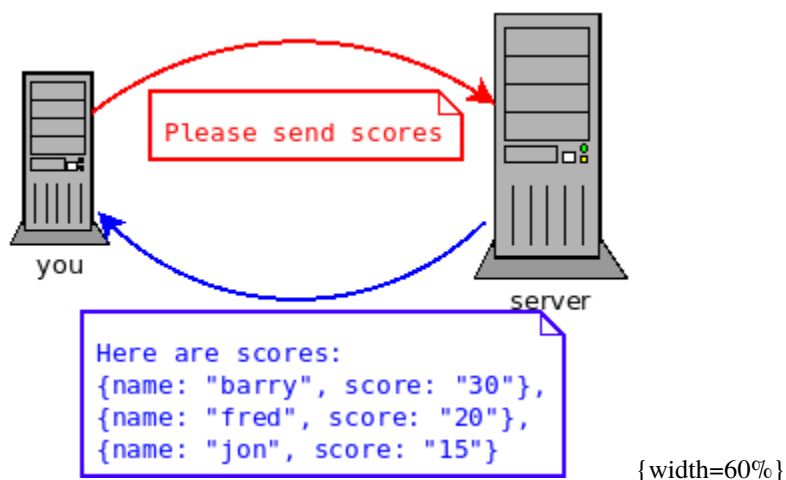 Please send scores
you
server
Here are scores:
{name: "barry", score: "30"},
{name: "fred", score: "20"},
{name: "jon", score: "15"}
{width=60%}